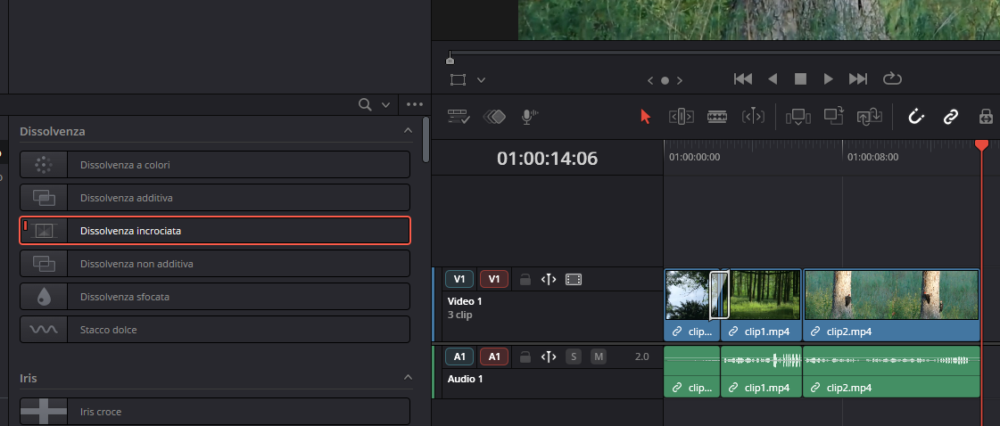 Dissolvenza
Dissolvenza a colori
Dissolvenza additiva
Dissolvenza incrociata
Dissolvenza non additiva
Dissolvenza sfocata
Stacco dolce
Iris
Iris croce
01:00:14:06
01:00:00:00
01:00:08:00
V1
V1
Video 1
3 clip
clip...
clip1.mp4
clip2.mp4
A1
A1
S
M
2.0
Audio 1
clip...
clip1.mp4
clip2.mp4